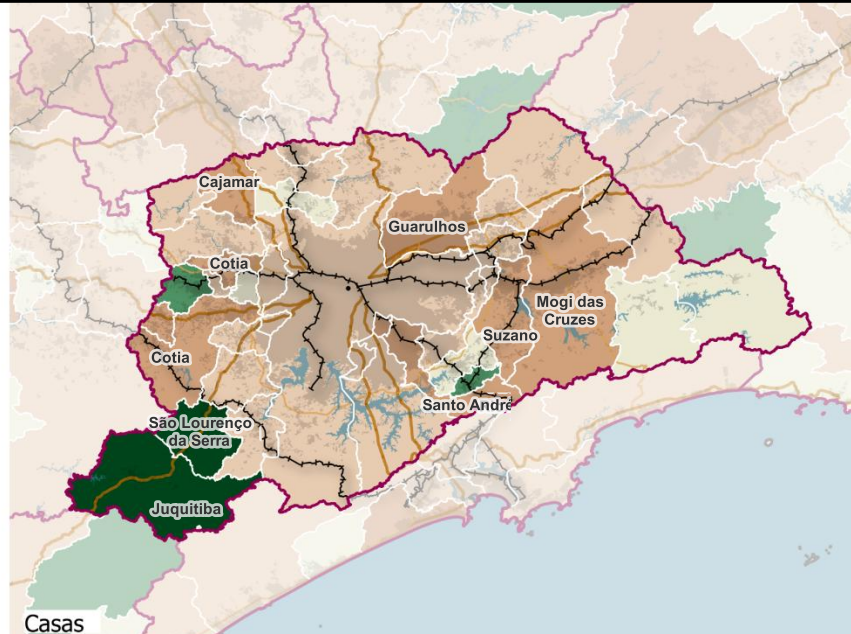 Cajamar
Guarulhos
Cotia
Mogi das
Cruzes
Suzano
Cotia
Santo André
São Lourenço
da Serra
Juquitiba
Casas